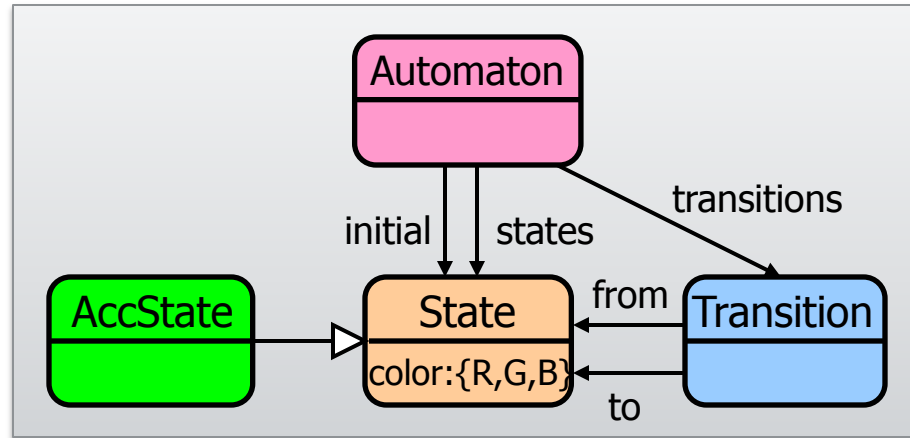 Automaton
transitions
initial
states
AccState
State
color:{R,G,B}
from
to
Transition